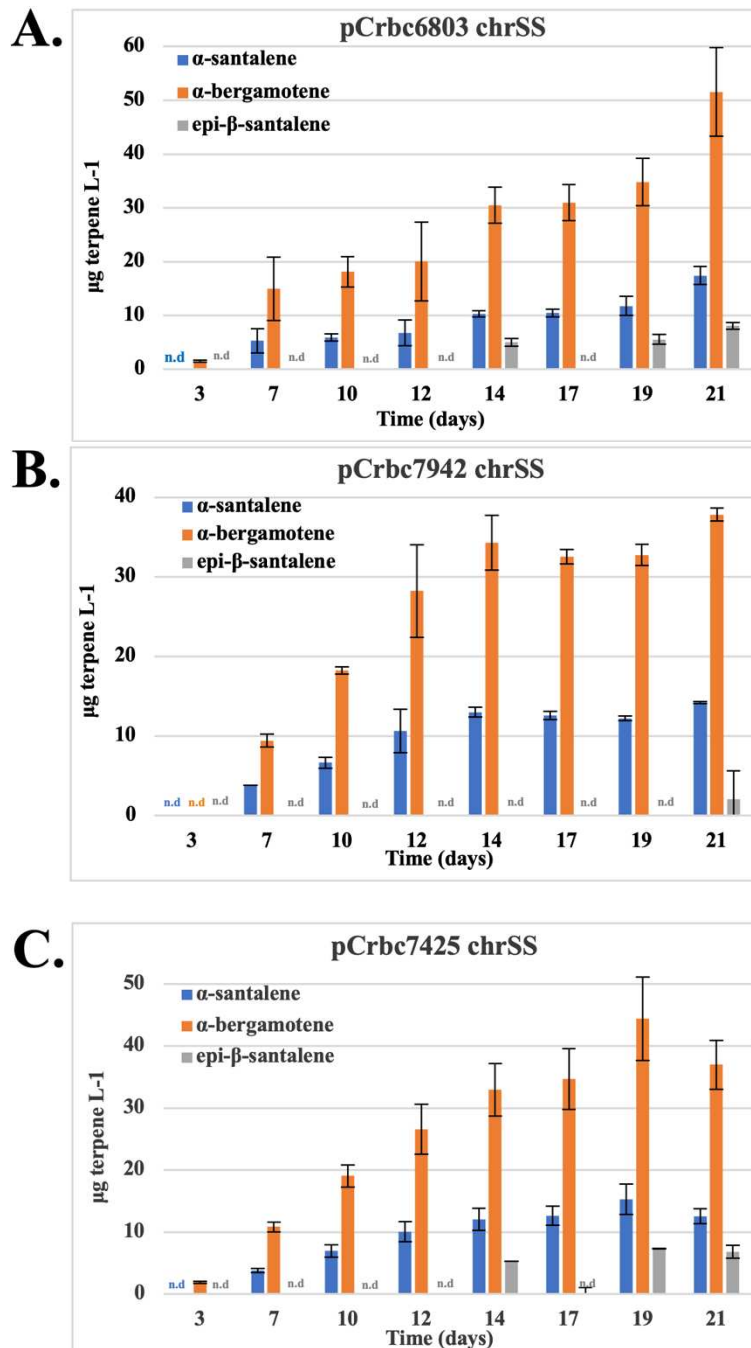 A.
pCrbc6803 chrSS
60
α-santalene
50
α-bergamotene
epi-β-santalene
40
30
20
10
0
µg terpene L-1
n.d n.d n.d n.d n.d n.d
3 7 10 12 14 17 19 21
Time (days)
B.
pCrbc7942 chrSS
40
α-santalene
α-bergamotene
epi-β-santalene
30
20
10
0
µg terpene L-1
n.d n.d n.d n.d n.d n.d n.d n.d n.d
3 7 10 12 14 17 19 21
Time (days)
C.
pCrbc7425 chrSS
50
α-santalene
α-bergamotene
40
epi-β-santalene
30
20
10
0
µg terpene L-1
n.d n.d n.d n.d n.d n.d
3 7 10 12 14 17 19 21
Time (days)